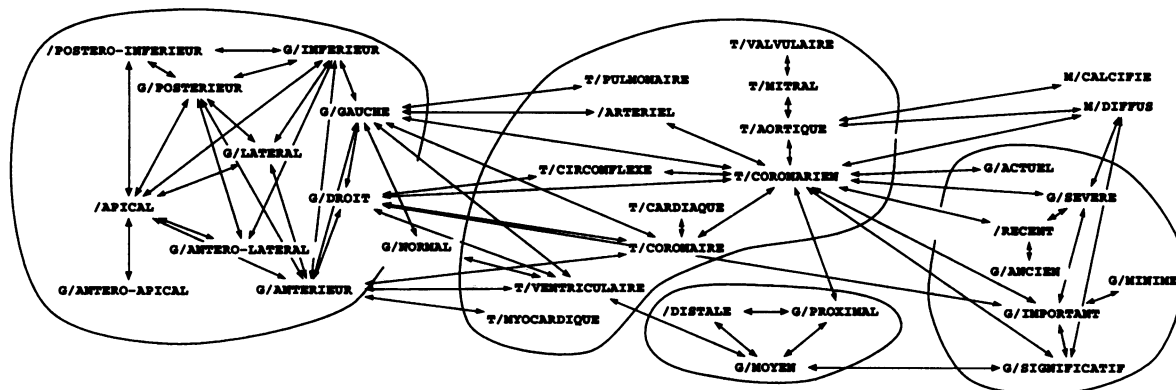 /POSTERO-INFERIEUR
G/INFERIEUR
G/POSTERIEUR
G/GAUCHE
G/LATERAL
G/DROIT
/APICAL
G/ANTERO-LATERAL
G/NORMAL
G/ANTERO-APICAL
G/ANTERIEUR
T/VALVULAIRE
T/PULMONAIRE
T/MITRAL
/ARTERIEL
T/AORTIQUE
T/CIRCONFLEXE
T/CORONARIEN
T/CARDIAQUE
T/CORONAIRE
T/VENTRICULAIRE
T/MYOCARDIQUE
/DISTALE
G/PROXIMAL
G/MOYEN
M/CALCIFIE
M/DIFFUS
G/ACTUEL
G/SEVERE
/RECENT
G/ANCIEN
G/MINIME
G/IMPORTANT
G/SIGNIFICATIF